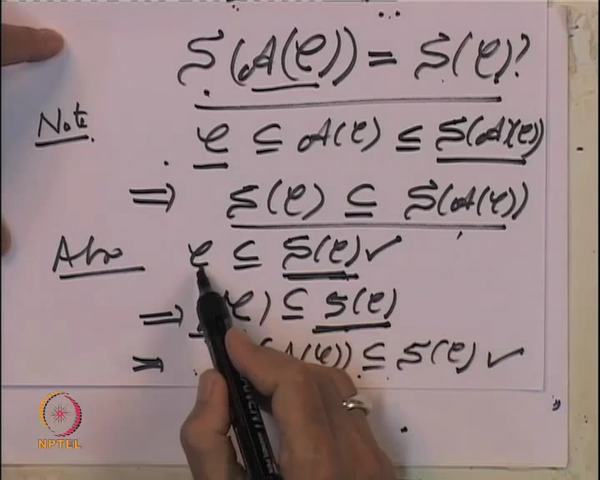 S(A(C)) = S(C)?
Note. C ⊆ A(C) ⊆ S(A(C))
⟹ S(C) ⊆ S(A(C))
Also C ⊆ S(C) ✓
⟹ (C) ⊆ S(C)
⟹ (A(C)) ⊆ S(C) ✓
NPTEL